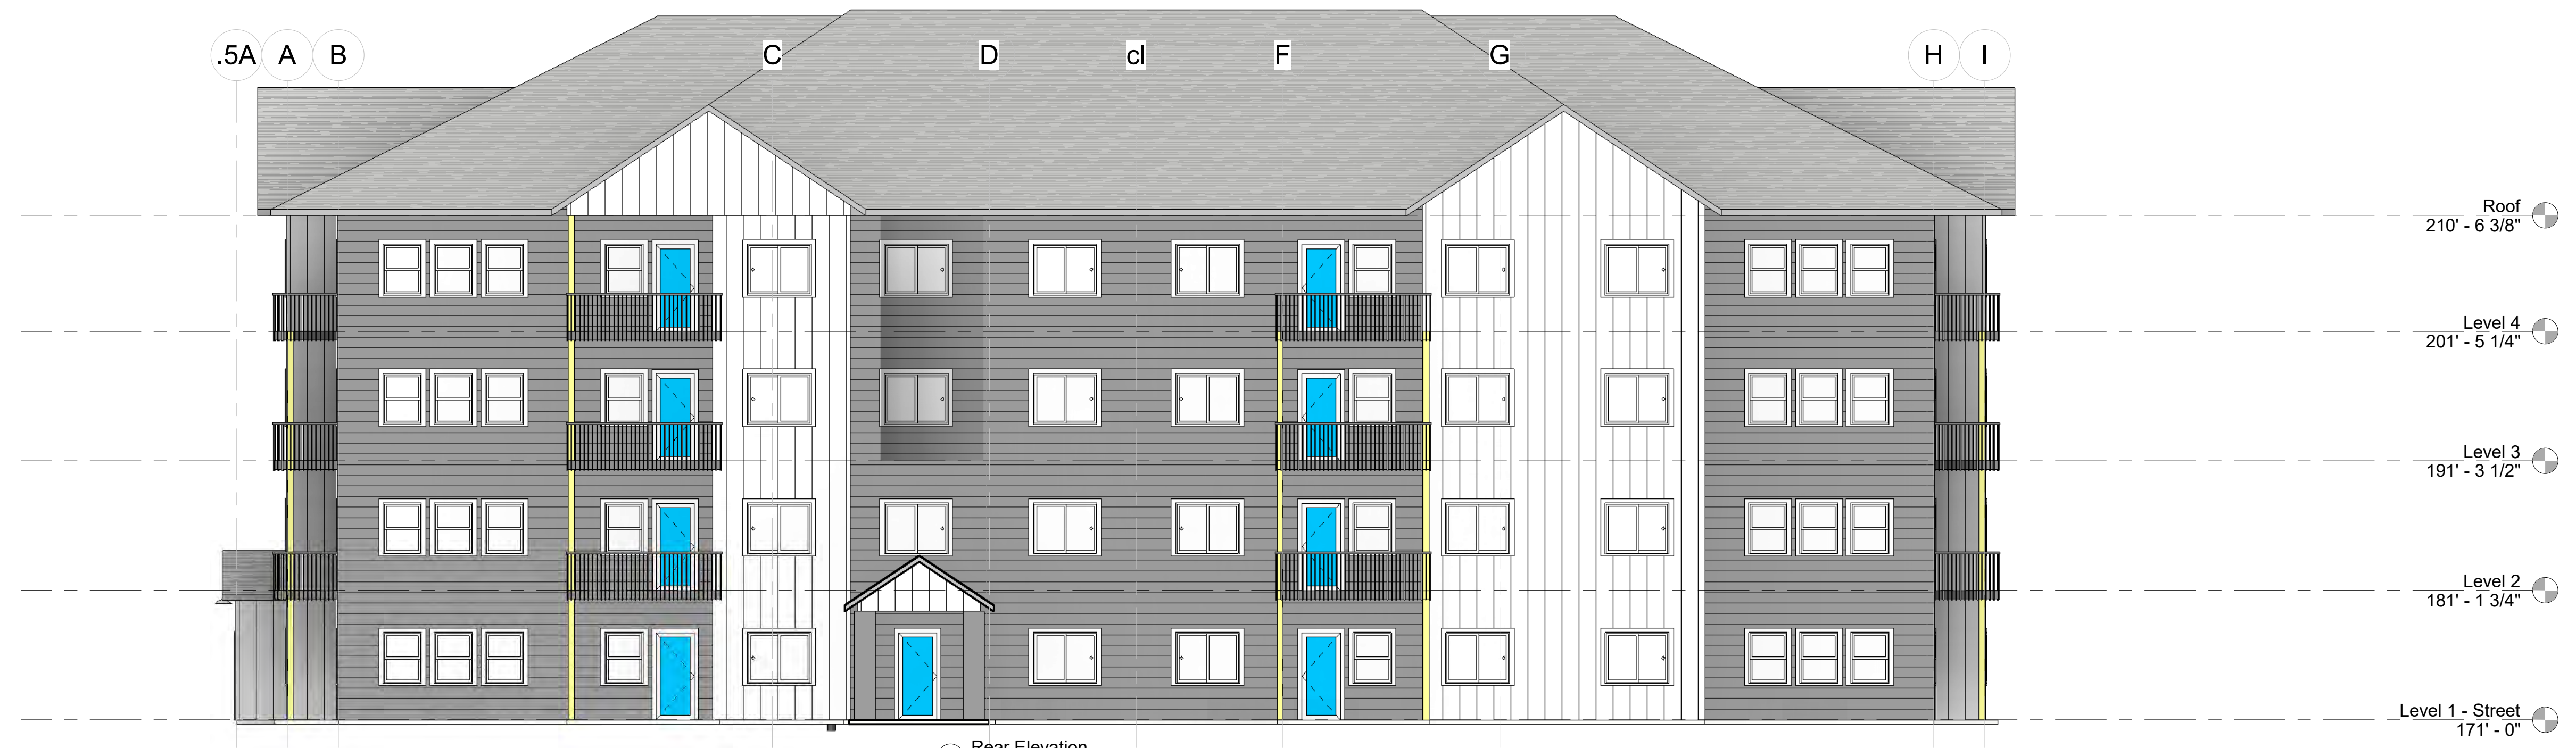 .5A A B C D cl F G H I
Roof
210' - 6 3/8"
Level 4
201' - 5 1/4"
Level 3
191' - 3 1/2"
Level 2
181' - 1 3/4"
Level 1 - Street
171' - 0"
Rear Elevation